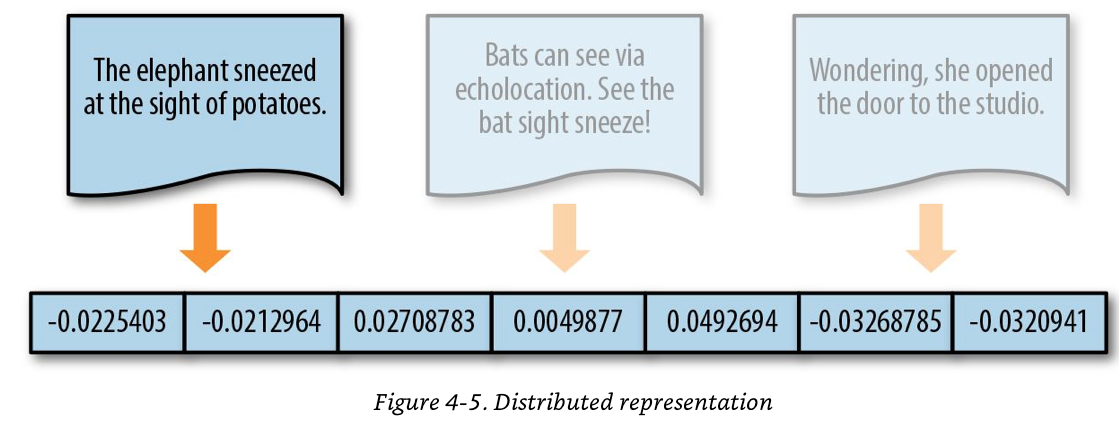 The elephant sneezed
at the sight of potatoes.
Bats can see via
echolocation. See the
bat sight sneeze!
Wondering, she opened
the door to the studio.
-0.0225403 -0.0212964 0.02708783 0.0049877 0.0492694 -0.03268785 -0.0320941
Figure 4-5. Distributed representation